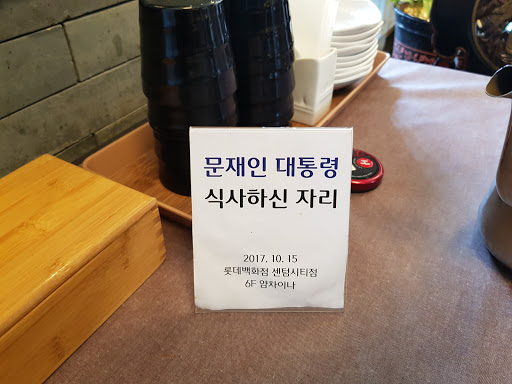 문재인 대통령
식사하신 자리
2017. 10. 15
롯데백화점 센텀시티점
6F 얌차이나